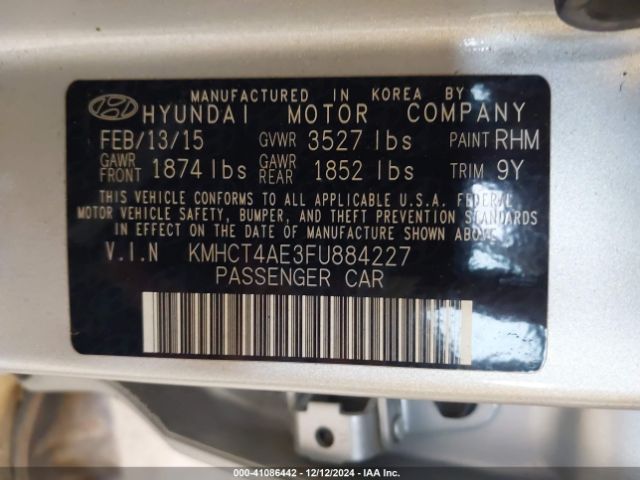 MANUFACTURED IN KOREA BY
HYUNDAI MOTOR COMPANY
FEB/13/15 GVWR 3527 lbs PAINT RHM
GAWR FRONT 1874 lbs GAWR REAR 1852 lbs TRIM 9Y
THIS VEHICLE CONFORMS TO ALL APPLICABLE U.S.A. FEDERAL
MOTOR VEHICLE SAFETY, BUMPER, AND THEFT PREVENTION STANDARDS
IN EFFECT ON THE DATE OF MANUFACTURE SHOWN ABOVE.
V.I.N KMHCT4AE3FU884227
PASSENGER CAR
000-41086442 - 12/12/2024 - IAA Inc.